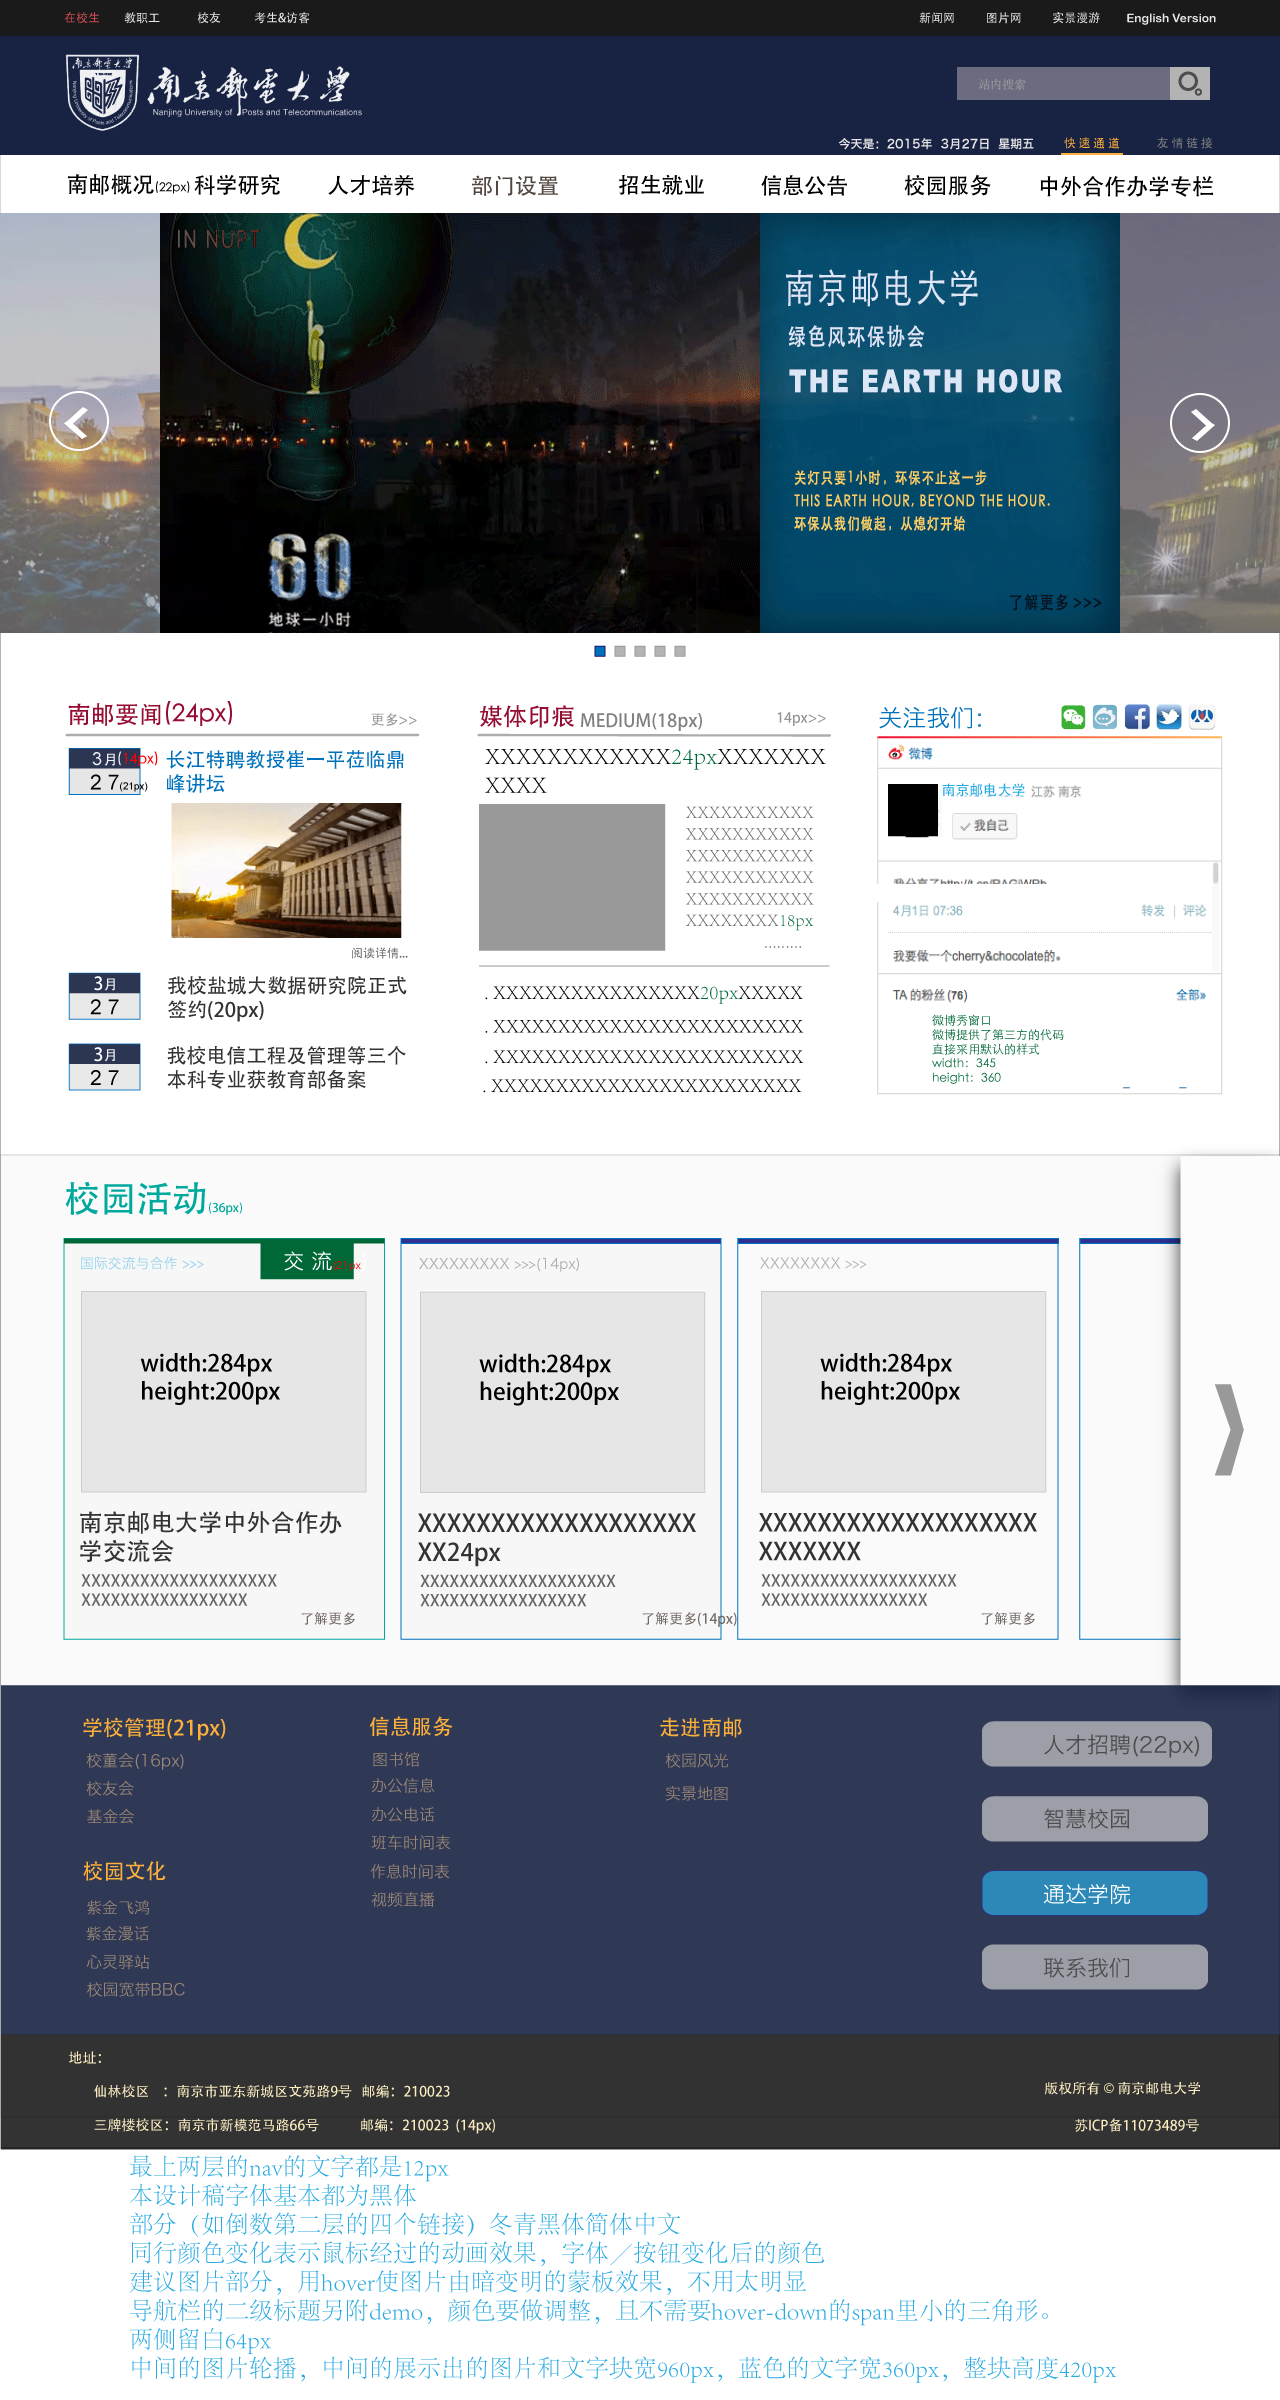 在校生 教职工 校友 考生&访客 新闻网 图片网 实景漫游 English Version
南京邮电大学
Nanjing University of Posts and Telecommunications
站内搜索
今天是：2015年 3月27日 星期五 快速通道 友情链接
南邮概况(22px) 科学研究 人才培养 部门设置 招生就业 信息公告 校园服务 中外合作办学专栏
IN NUPT
南京邮电大学
绿色风环保协会
THE EARTH HOUR
关灯只要1小时，环保不止这一步
THIS EARTH HOUR, BEYOND THE HOUR.
环保从我们做起，从熄灯开始
60
地球一小时
了解更多 >>>
南邮要闻(24px) 更多>>
3月(14px)
27(21px)
长江特聘教授崔一平莅临鼎
峰讲坛
阅读详情...
3月
27
我校盐城大数据研究院正式
签约(20px)
3月
27
我校电信工程及管理等三个
本科专业获教育部备案
媒体印痕 MEDIUM(18px) 14px>>
XXXXXXXXXXXX24pxXXXXXXX
XXXX
XXXXXXXXXXX
XXXXXXXXXXX
XXXXXXXXXXX
XXXXXXXXXXX
XXXXXXXXXXX
XXXXXXXX18px
.........
. XXXXXXXXXXXXXXXX20pxXXXXX
. XXXXXXXXXXXXXXXXXXXXXXXX
. XXXXXXXXXXXXXXXXXXXXXXXX
. XXXXXXXXXXXXXXXXXXXXXXXX
关注我们：
微博
南京邮电大学 江苏 南京
我自己
我分享了http://t.cn/RAGiWRb
4月1日 07:36 转发 | 评论
我要做一个cherry&chocolate的。
TA 的粉丝(76) 全部»
微博秀窗口
微博提供了第三方的代码
直接采用默认的样式
width：345
height：360
校园活动(36px)
国际交流与合作 >>> 交流(21px)
width:284px
height:200px
南京邮电大学中外合作办
学交流会
XXXXXXXXXXXXXXXXXXXX
XXXXXXXXXXXXXXXXX
了解更多
XXXXXXXXX >>>(14px)
width:284px
height:200px
XXXXXXXXXXXXXXXXXXX
XX24px
XXXXXXXXXXXXXXXXXXXX
XXXXXXXXXXXXXXXXX
了解更多(14px)
XXXXXXXX >>>
width:284px
height:200px
XXXXXXXXXXXXXXXXXXX
XXXXXXX
XXXXXXXXXXXXXXXXXXXX
XXXXXXXXXXXXXXXXX
了解更多
学校管理(21px)
校董会(16px)
校友会
基金会
校园文化
紫金飞鸿
紫金漫话
心灵驿站
校园宽带BBC
信息服务
图书馆
办公信息
办公电话
班车时间表
作息时间表
视频直播
走进南邮
校园风光
实景地图
人才招聘(22px)
智慧校园
通达学院
联系我们
地址：
仙林校区 ：南京市亚东新城区文苑路9号 邮编：210023
三牌楼校区：南京市新模范马路66号 邮编：210023 (14px)
版权所有 © 南京邮电大学
苏ICP备11073489号
最上两层的nav的文字都是12px
本设计稿字体基本都为黑体
部分（如倒数第二层的四个链接）冬青黑体简体中文
同行颜色变化表示鼠标经过的动画效果，字体／按钮变化后的颜色
建议图片部分，用hover使图片由暗变明的蒙板效果，不用太明显
导航栏的二级标题另附demo，颜色要做调整，且不需要hover-down的span里小的三角形。
两侧留白64px
中间的图片轮播，中间的展示出的图片和文字块宽960px，蓝色的文字宽360px，整块高度420px